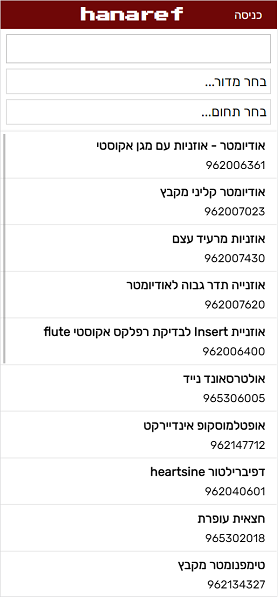 כניסה
hanaref
בחר מדור...
בחר תחום...
אודיומטר - אוזניות עם מגן אקוסטי
962006361
אודיומטר קליני מקבץ
962007023
אוזניות מרעיד עצם
962007430
אוזנייה תדר גבוה לאודיומטר
962007620
אוזניית Insert לבדיקת רפלקס אקוסטי flute
962006400
אולטרסאונד נייד
965306005
אופטלמוסקופ אינדיירקט
962147712
דפיברילטור heartsine
962040601
חצאית עופרת
965302018
טימפנומטר מקבץ
962134327